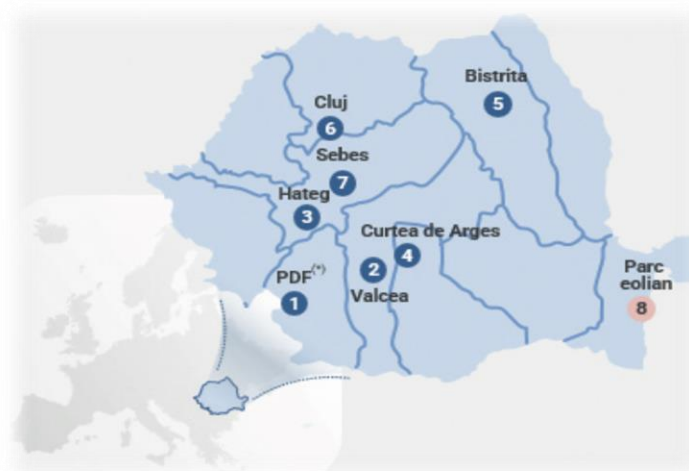 Bistrita
5
Cluj
6
Sebes
7
Hateg
3
Curtea de Arges
4
2
Valcea
PDF(*)
1
Parc
eolian
8